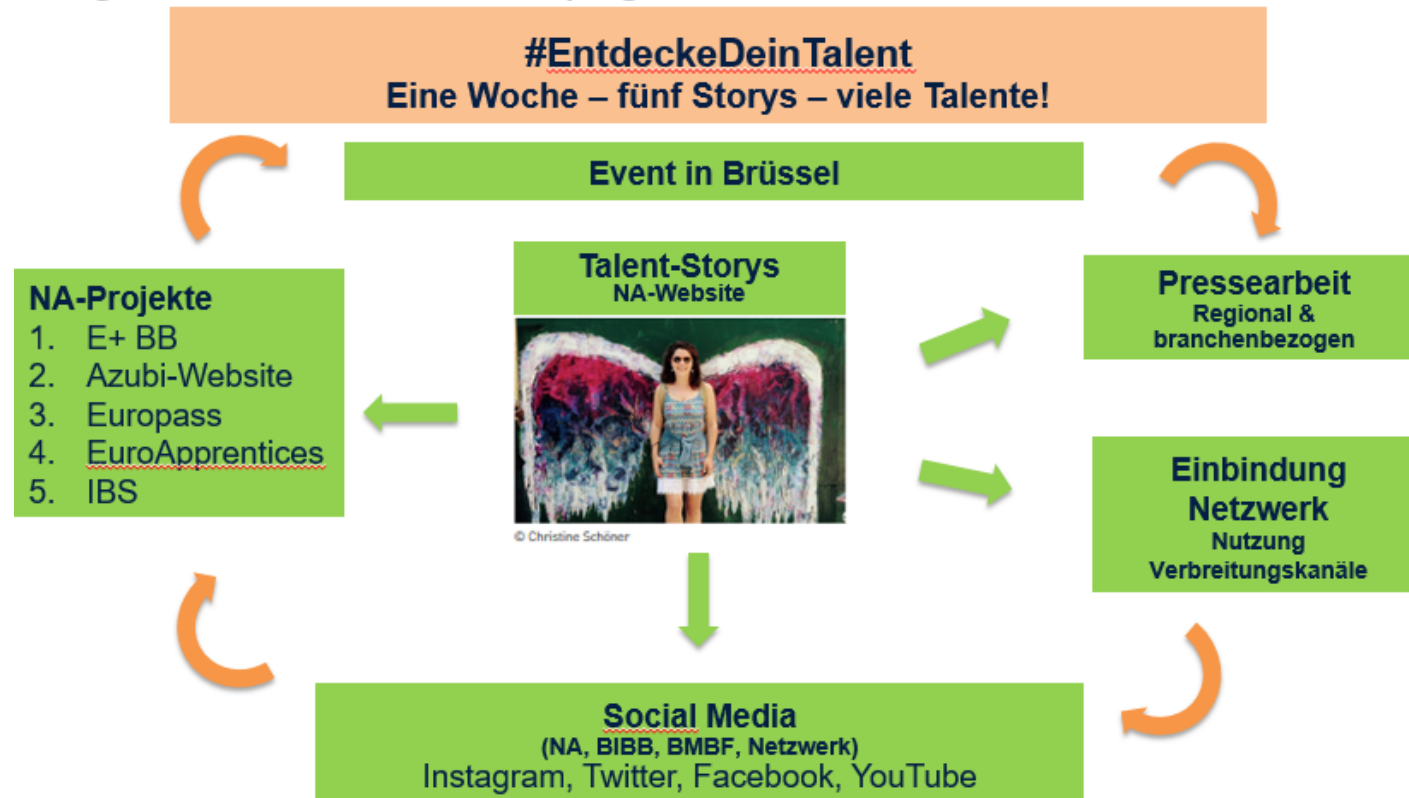 #EntdeckeDeinTalent
Eine Woche – fünf Storys – viele Talente!
Event in Brüssel
NA-Projekte
1. E+ BB
2. Azubi-Website
3. Europass
4. EuroApprentices
5. IBS
Talent-Storys
NA-Website
© Christine Schöner
Pressearbeit
Regional &
branchenbezogen
Einbindung
Netzwerk
Nutzung
Verbreitungskanäle
Social Media
(NA, BIBB, BMBF, Netzwerk)
Instagram, Twitter, Facebook, YouTube